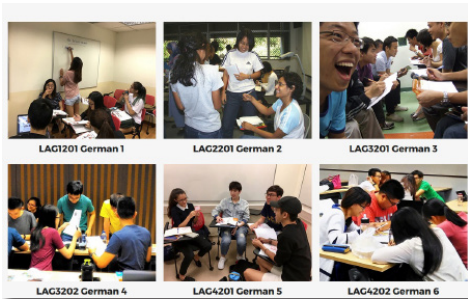 LAG1201 German 1
LAG2201 German 2
LAG3201 German 3
LAG3202 German 4
LAG4201 German 5
LAG4202 German 6